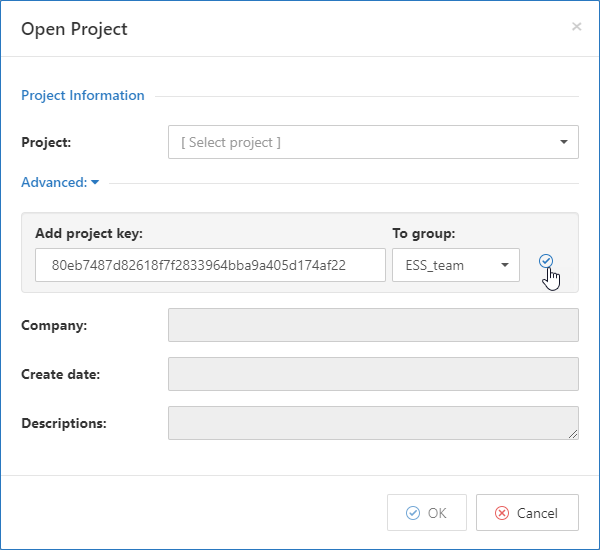 Open Project
×
Project Information
Project: [ Select project ]
Advanced:
Add project key: To group:
80eb7487d82618f7f2833964bba9a405d174af22 ESS_team
Company:
Create date:
Descriptions:
OK Cancel